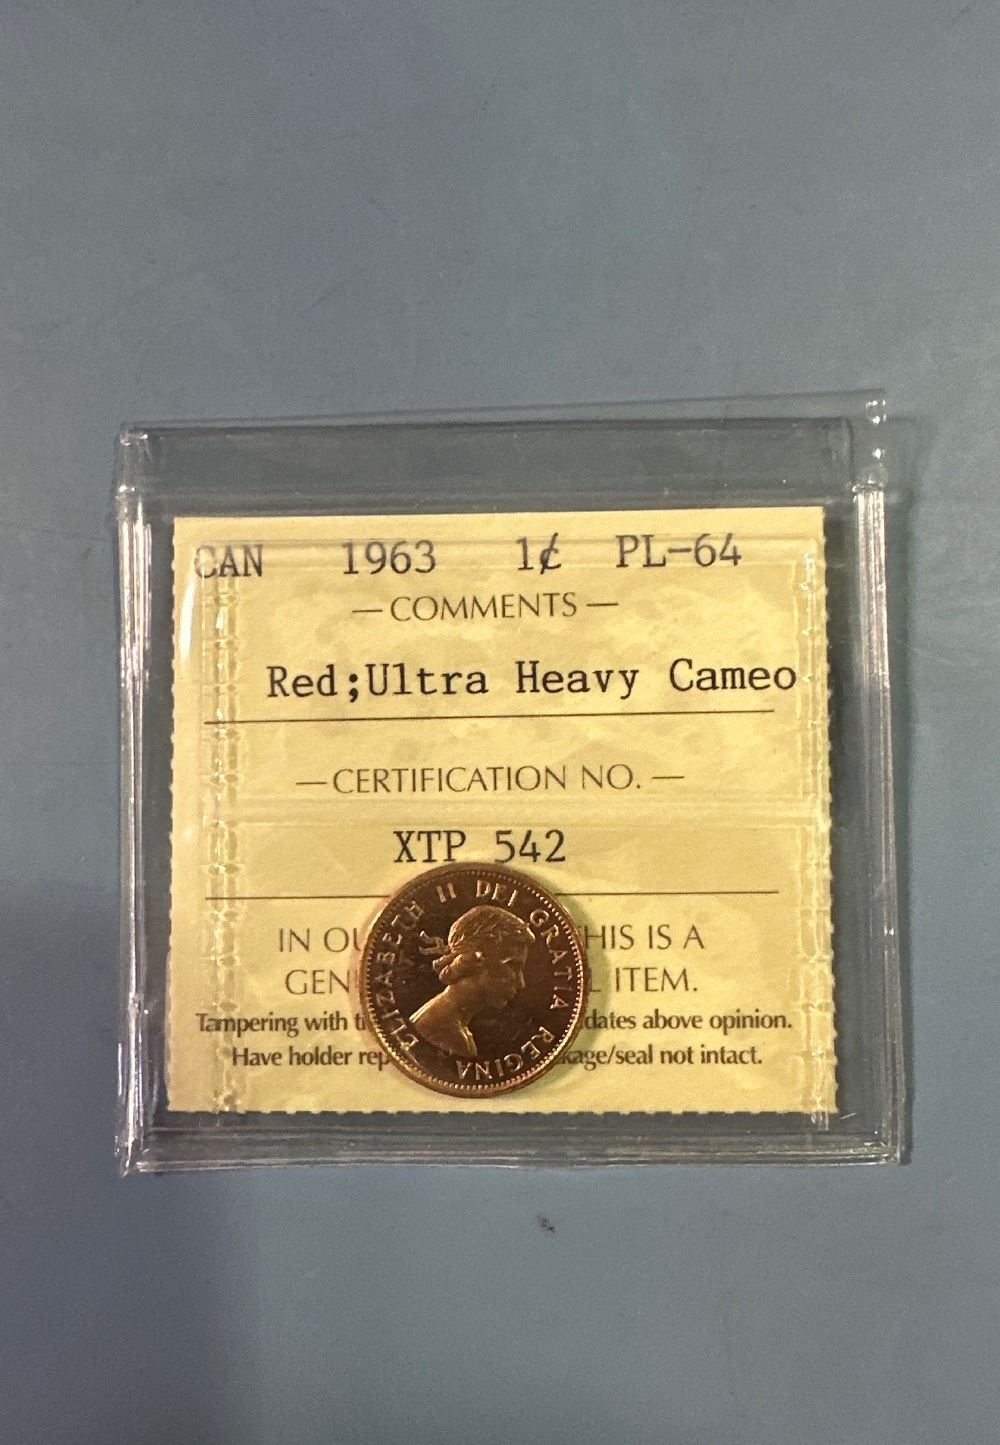 CAN 1963 1¢ PL-64
— COMMENTS —
Red;Ultra Heavy Cameo
— CERTIFICATION NO. —
XTP 542
IN OU HIS IS A
GEN L ITEM.
Tampering with t dates above opinion.
Have holder rep kage/seal not intact.
ELIZABETH II DEI GRATIA REGINA